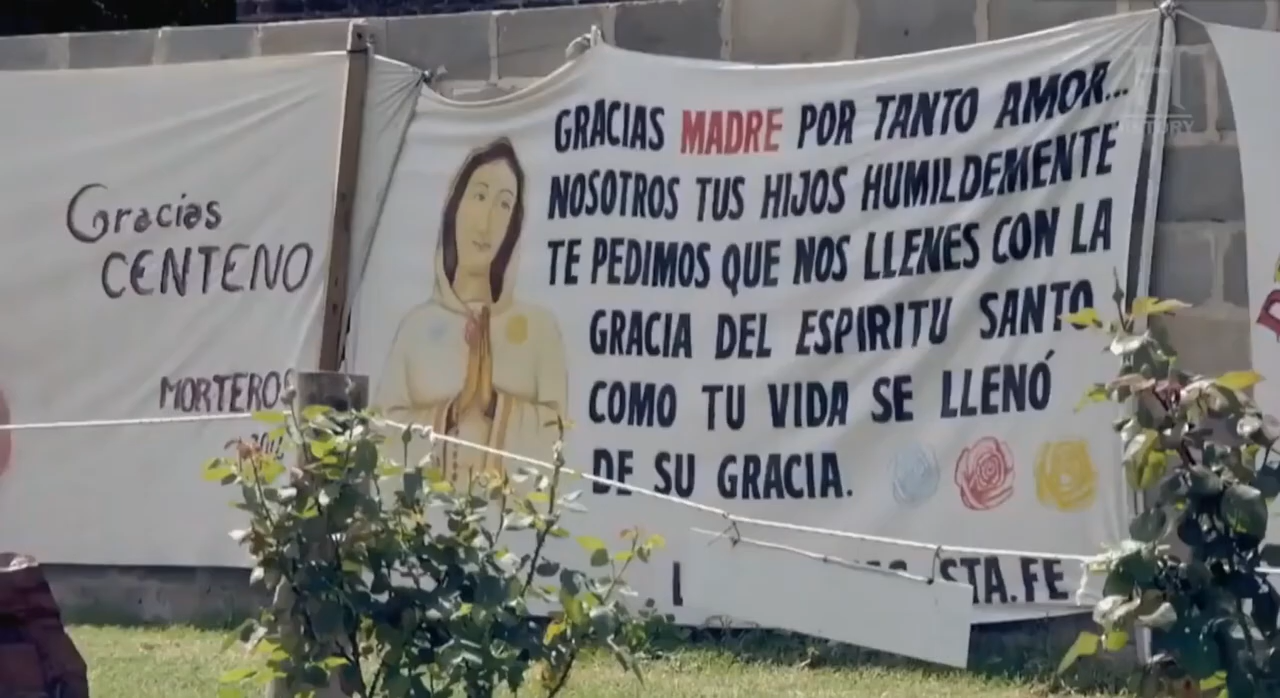 Gracias
CENTENO
MORTEROS
GRACIAS MADRE POR TANTO AMOR...
NOSOTROS TUS HIJOS HUMILDEMENTE
TE PEDIMOS QUE NOS LLENES CON LA
GRACIA DEL ESPIRITU SANTO
COMO TU VIDA SE LLENÓ
DE SU GRACIA.
STA.FE